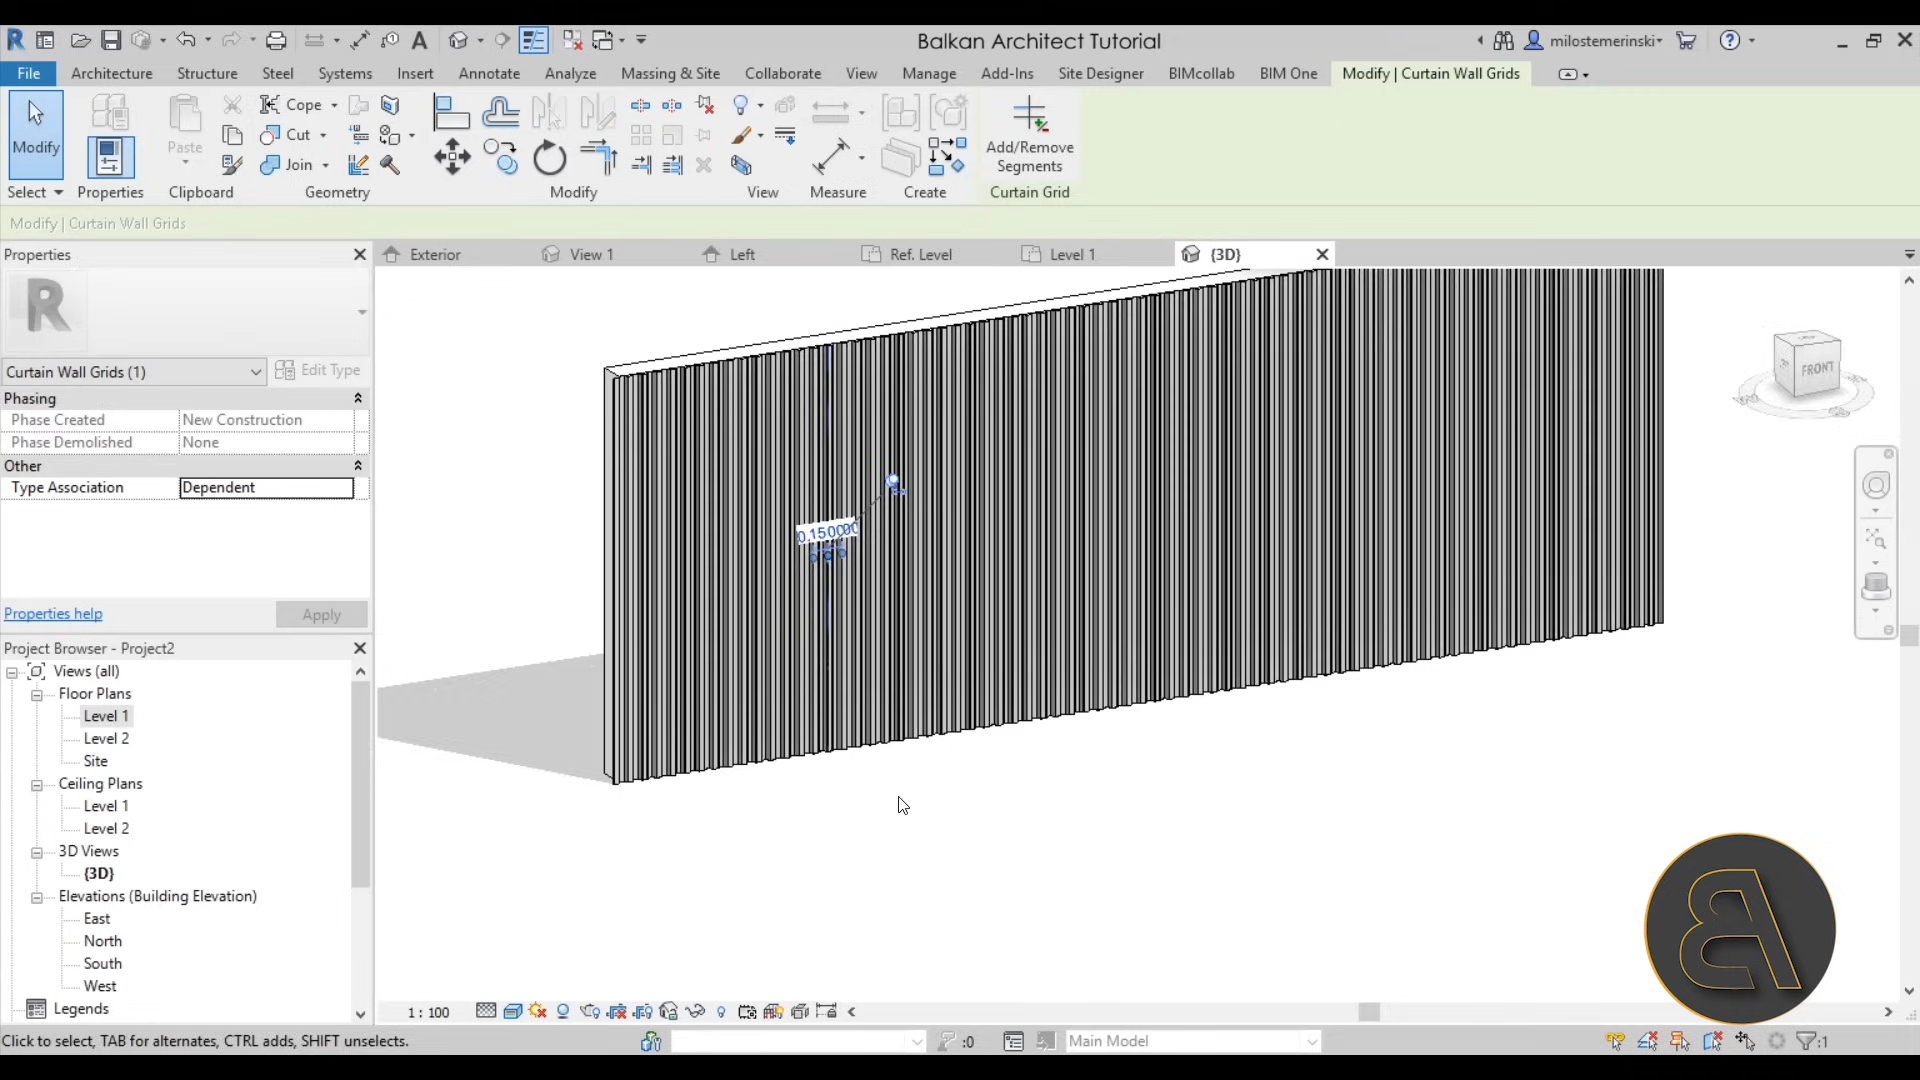 Balkan Architect Tutorial
milostemerinski
File Architecture Structure Steel Systems Insert Annotate Analyze Massing & Site Collaborate View Manage Add-Ins Site Designer BIMcollab BIM One Modify | Curtain Wall Grids
Modify Paste Cope Cut Join Add/Remove Segments
Select Properties Clipboard Geometry Modify View Measure Create Curtain Grid
Modify | Curtain Wall Grids
Properties
Exterior View 1 Left Ref. Level Level 1 {3D}
Curtain Wall Grids (1) Edit Type
Phasing
Phase Created New Construction
Phase Demolished None
Other
Type Association Dependent
Properties help Apply
FRONT
Project Browser - Project2
Views (all)
Floor Plans
Level 1
Level 2
Site
Ceiling Plans
Level 1
Level 2
3D Views
{3D}
Elevations (Building Elevation)
East
North
South
West
Legends
1 : 100
Click to select, TAB for alternates, CTRL adds, SHIFT unselects.
:0
Main Model
:1